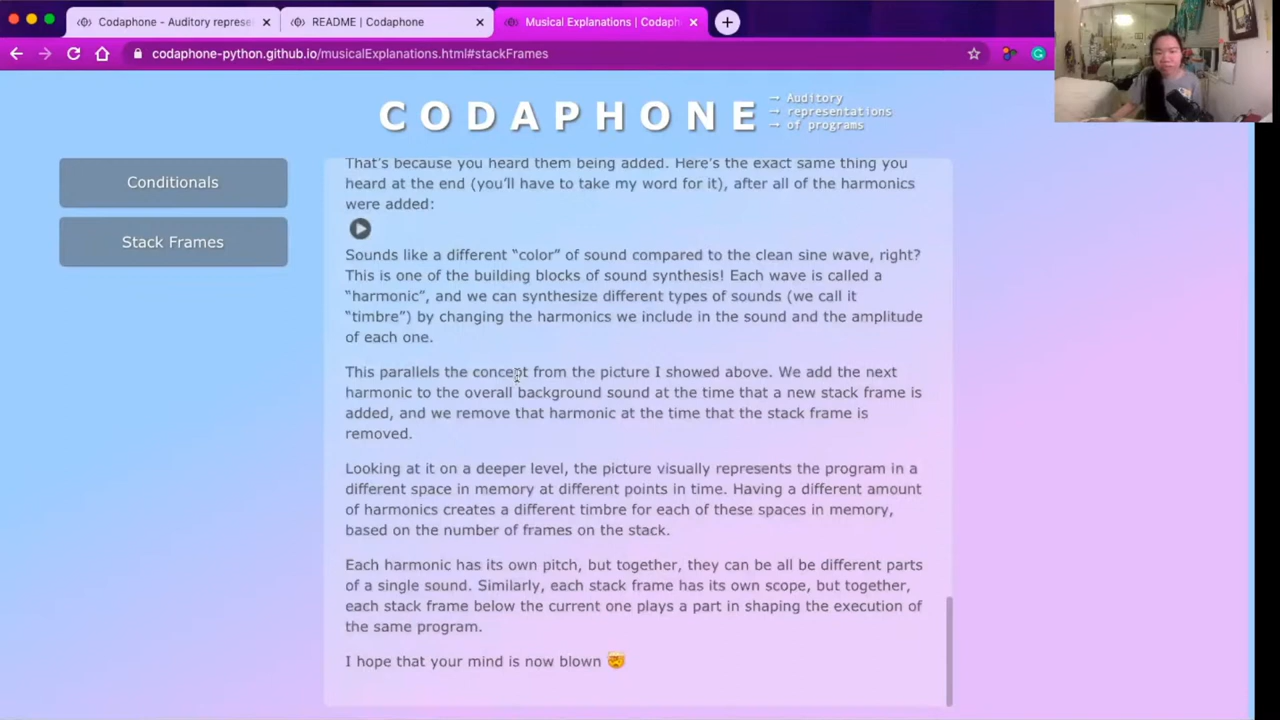 Codaphone - Auditory represe
README | Codaphone
Musical Explanations | Codaph
codaphone-python.github.io/musicalExplanations.html#stackFrames
CODAPHONE
→ Auditory
→ representations
→ of programs
Conditionals
Stack Frames
That's because you heard them being added. Here's the exact same thing you
heard at the end (you'll have to take my word for it), after all of the harmonics
were added:
Sounds like a different “color” of sound compared to the clean sine wave, right?
This is one of the building blocks of sound synthesis! Each wave is called a
“harmonic”, and we can synthesize different types of sounds (we call it
“timbre”) by changing the harmonics we include in the sound and the amplitude
of each one.
This parallels the concept from the picture I showed above. We add the next
harmonic to the overall background sound at the time that a new stack frame is
added, and we remove that harmonic at the time that the stack frame is
removed.
Looking at it on a deeper level, the picture visually represents the program in a
different space in memory at different points in time. Having a different amount
of harmonics creates a different timbre for each of these spaces in memory,
based on the number of frames on the stack.
Each harmonic has its own pitch, but together, they can be all be different parts
of a single sound. Similarly, each stack frame has its own scope, but together,
each stack frame below the current one plays a part in shaping the execution of
the same program.
I hope that your mind is now blown 🤯